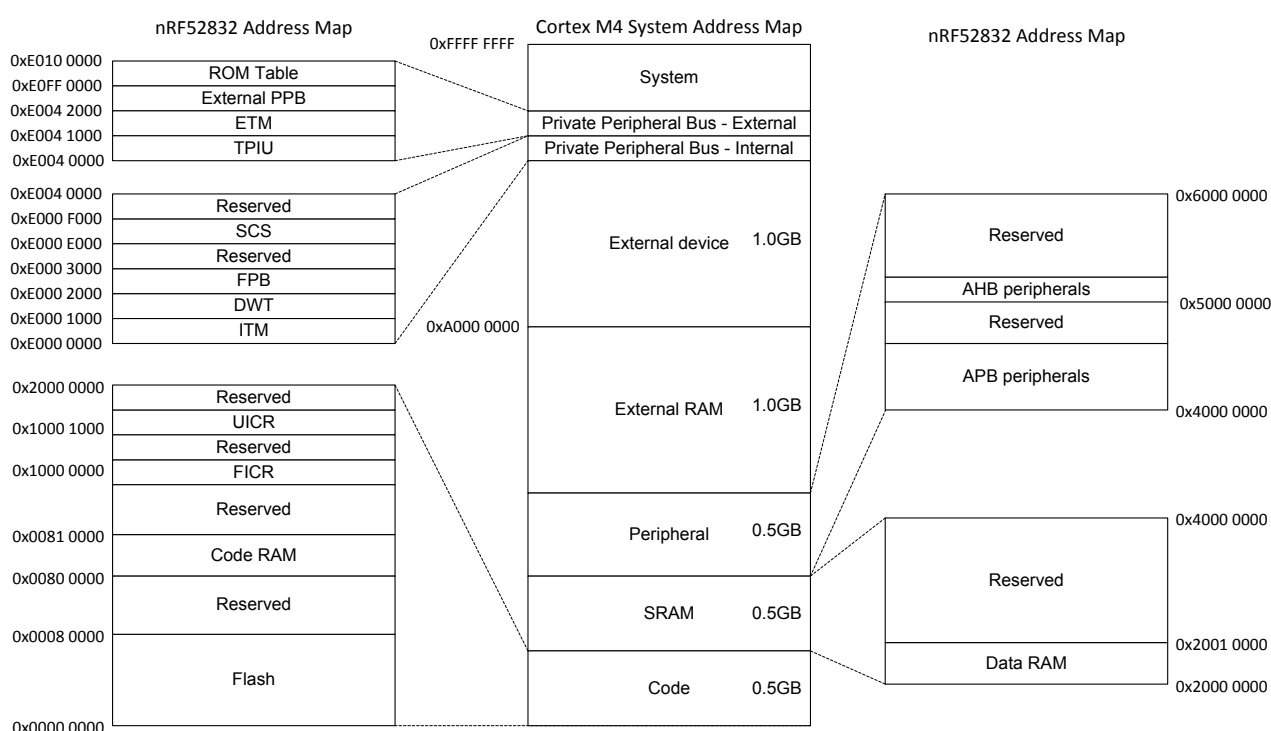 nRF52832 Address Map
0xE010 0000
ROM Table
0xE0FF 0000
External PPB
0xE004 2000
ETM
0xE004 1000
TPIU
0xE004 0000
0xE004 0000
Reserved
0xE000 F000
SCS
0xE000 E000
Reserved
0xE000 3000
FPB
0xE000 2000
DWT
0xE000 1000
ITM
0xE000 0000
0x2000 0000
Reserved
UICR
0x1000 1000
Reserved
0x1000 0000
FICR
Reserved
0x0081 0000
Code RAM
0x0080 0000
Reserved
0x0008 0000
Flash
0x0000 0000
Cortex M4 System Address Map
0xFFFF FFFF
System
Private Peripheral Bus - External
Private Peripheral Bus - Internal
External device 1.0GB
0xA000 0000
External RAM 1.0GB
Peripheral 0.5GB
SRAM 0.5GB
Code 0.5GB
nRF52832 Address Map
0x6000 0000
Reserved
AHB peripherals
0x5000 0000
Reserved
APB peripherals
0x4000 0000
0x4000 0000
Reserved
0x2001 0000
Data RAM
0x2000 0000